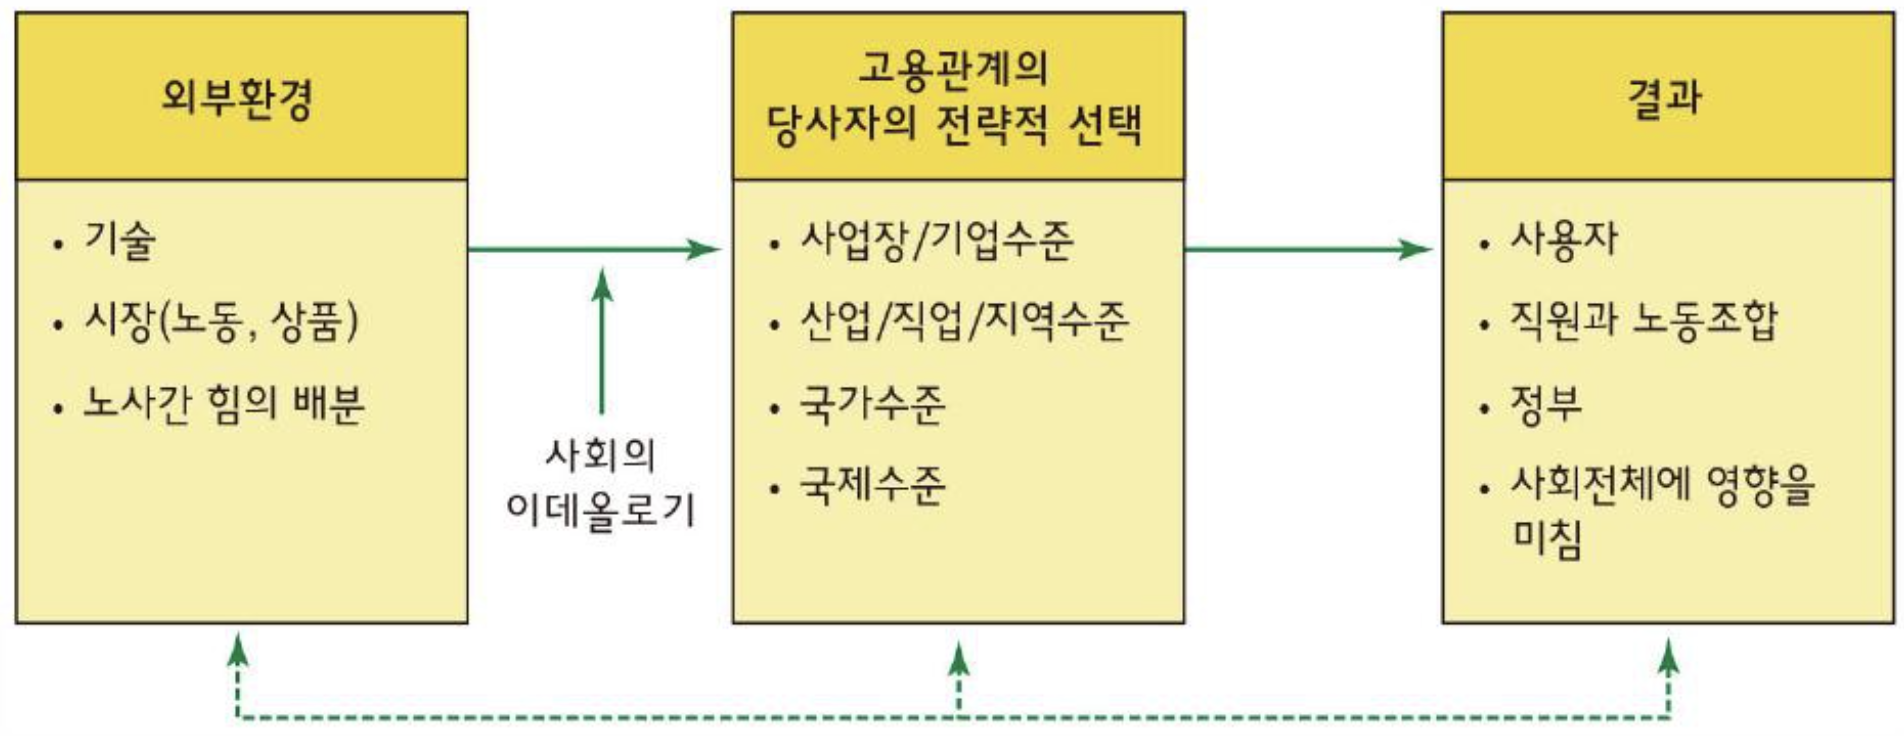 외부환경
• 기술
• 시장(노동, 상품)
• 노사간 힘의 배분
사회의
이데올로기
고용관계의
당사자의 전략적 선택
• 사업장/기업수준
• 산업/직업/지역수준
• 국가수준
• 국제수준
결과
• 사용자
• 직원과 노동조합
• 정부
• 사회전체에 영향을
미침